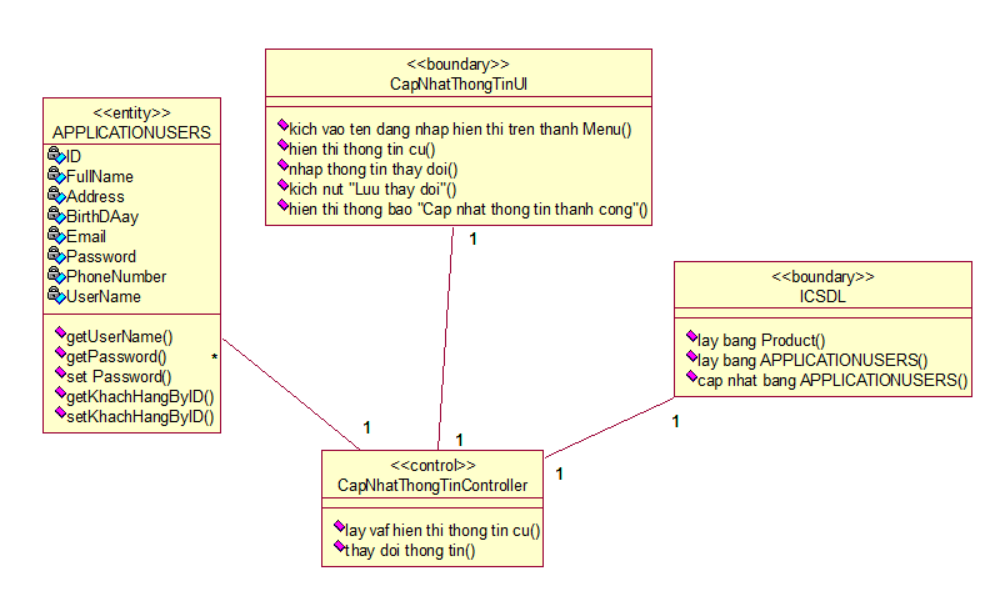 <<boundary>>
CapNhatThongTinUI
kich vao ten dang nhap hien thi tren thanh Menu()
hien thi thong tin cu()
nhap thong tin thay doi()
kich nut "Luu thay doi"()
hien thi thong bao "Cap nhat thong tin thanh cong"()
1
<<entity>>
APPLICATIONUSERS
ID
FullName
Address
BirthDAay
Email
Password
PhoneNumber
UserName
getUserName()
getPassword()
set Password()
getKhachHangByID()
setKhachHangByID()
*
1
<<boundary>>
ICSDL
lay bang Product()
lay bang APPLICATIONUSERS()
cap nhat bang APPLICATIONUSERS()
1
1
1
<<control>>
CapNhatThongTinController
lay vaf hien thi thong tin cu()
thay doi thong tin()